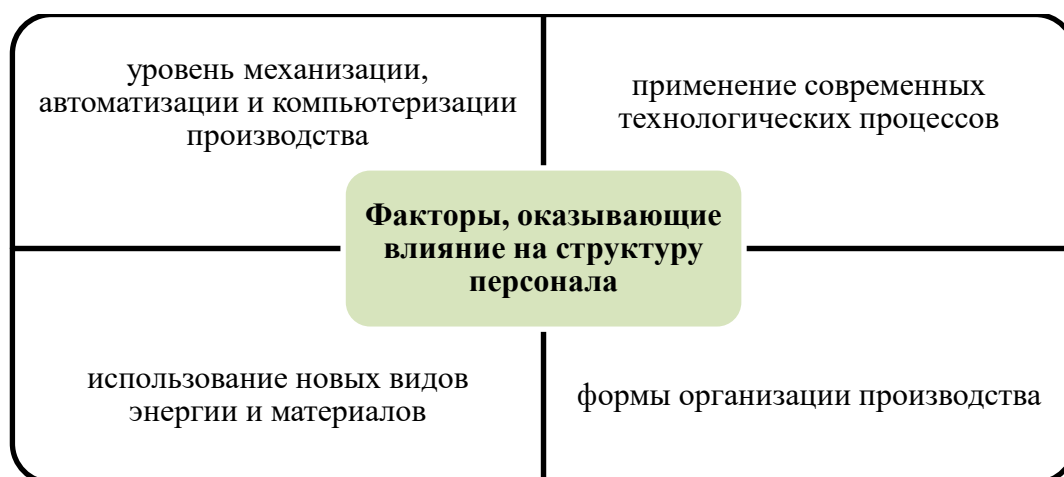 уровень механизации,
автоматизации и компьютеризации
производства
применение современных
технологических процессов
Факторы, оказывающие
влияние на структуру
персонала
использование новых видов
энергии и материалов
формы организации производства